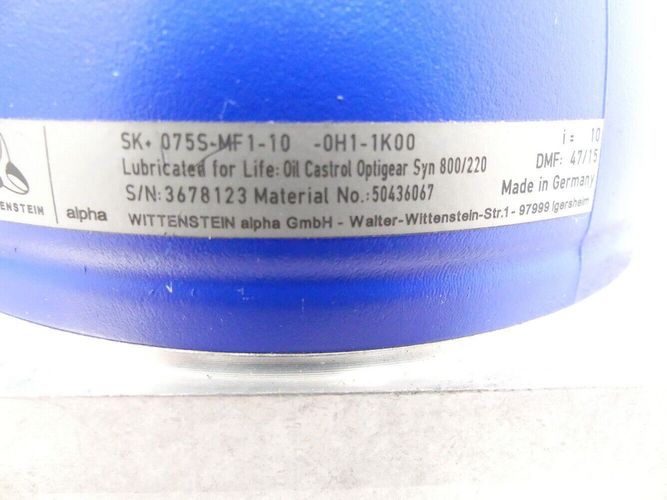 SK+ 075S-MF1-10 -0H1-1K00 i= 10
Lubricated for Life: Oil Castrol Optigear Syn 800/220 DMF: 47/15
S/N:3678123 Material No.:50436067 Made in Germany
ENSTEIN alpha WITTENSTEIN alpha GmbH - Walter-Wittenstein-Str.1 - 97999 Igersheim